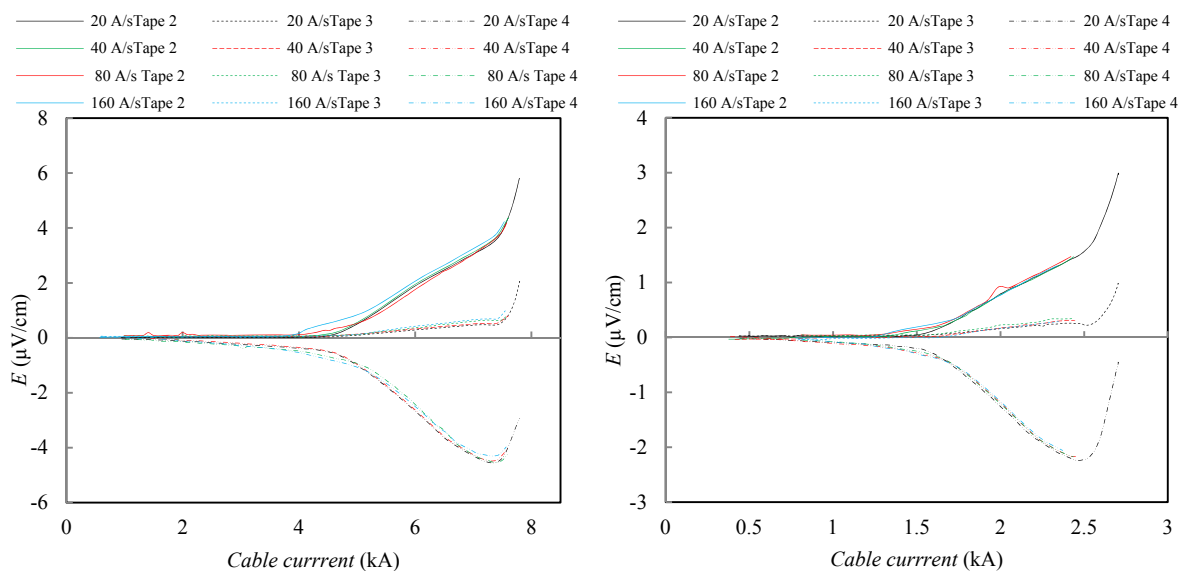 20 A/sTape 2 20 A/sTape 3 20 A/sTape 4
40 A/sTape 2 40 A/sTape 3 40 A/sTape 4
80 A/s Tape 2 80 A/s Tape 3 80 A/s Tape 4
160 A/sTape 2 160 A/sTape 3 160 A/sTape 4
8
6
4
2
0
-2
-4
-6
E (µV/cm)
0 2 4 6 8
Cable currrent (kA)
20 A/sTape 2 20 A/sTape 3 20 A/sTape 4
40 A/sTape 2 40 A/sTape 3 40 A/sTape 4
80 A/sTape 2 80 A/sTape 3 80 A/sTape 4
160 A/sTape 2 160 A/sTape 3 160 A/sTape 4
4
3
2
1
0
-1
-2
-3
E (µV/cm)
0 0.5 1 1.5 2 2.5 3
Cable currrent (kA)